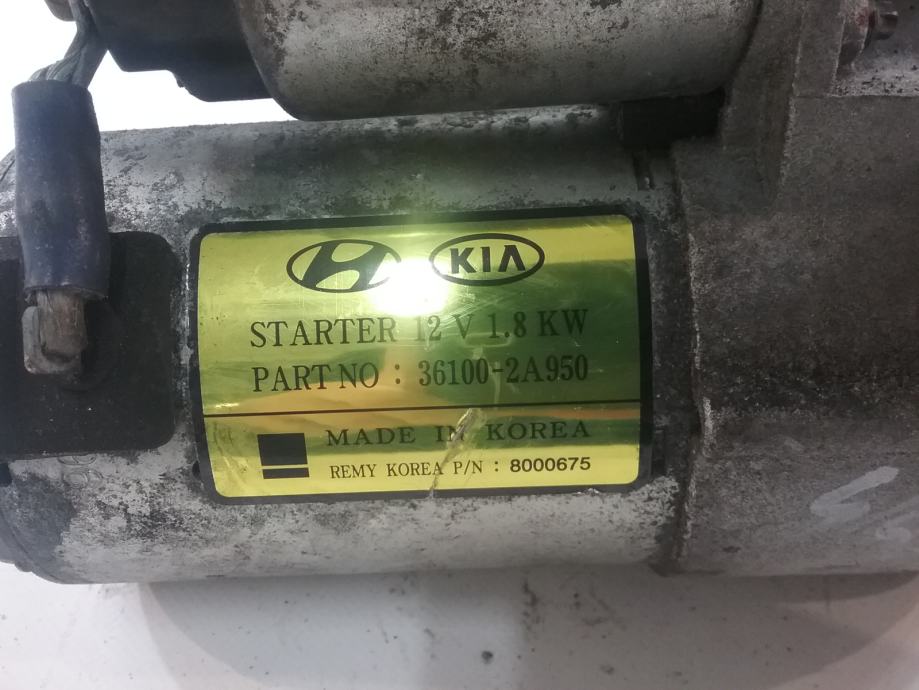 KIA
STARTER 12 V 1.8 KW
PART NO : 36100-2A950
MADE IN KOREA
REMY KOREA P/N : 8000675